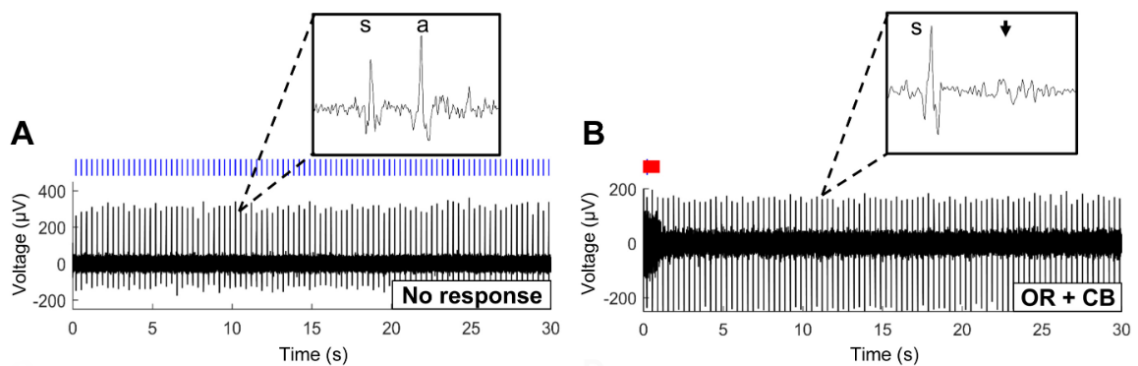 s a
A
400
200
0
-200
Voltage (µV)
No response
0 5 10 15 20 25 30
Time (s)
s
B
200
0
-200
Voltage (µV)
OR + CB
0 5 10 15 20 25 30
Time (s)